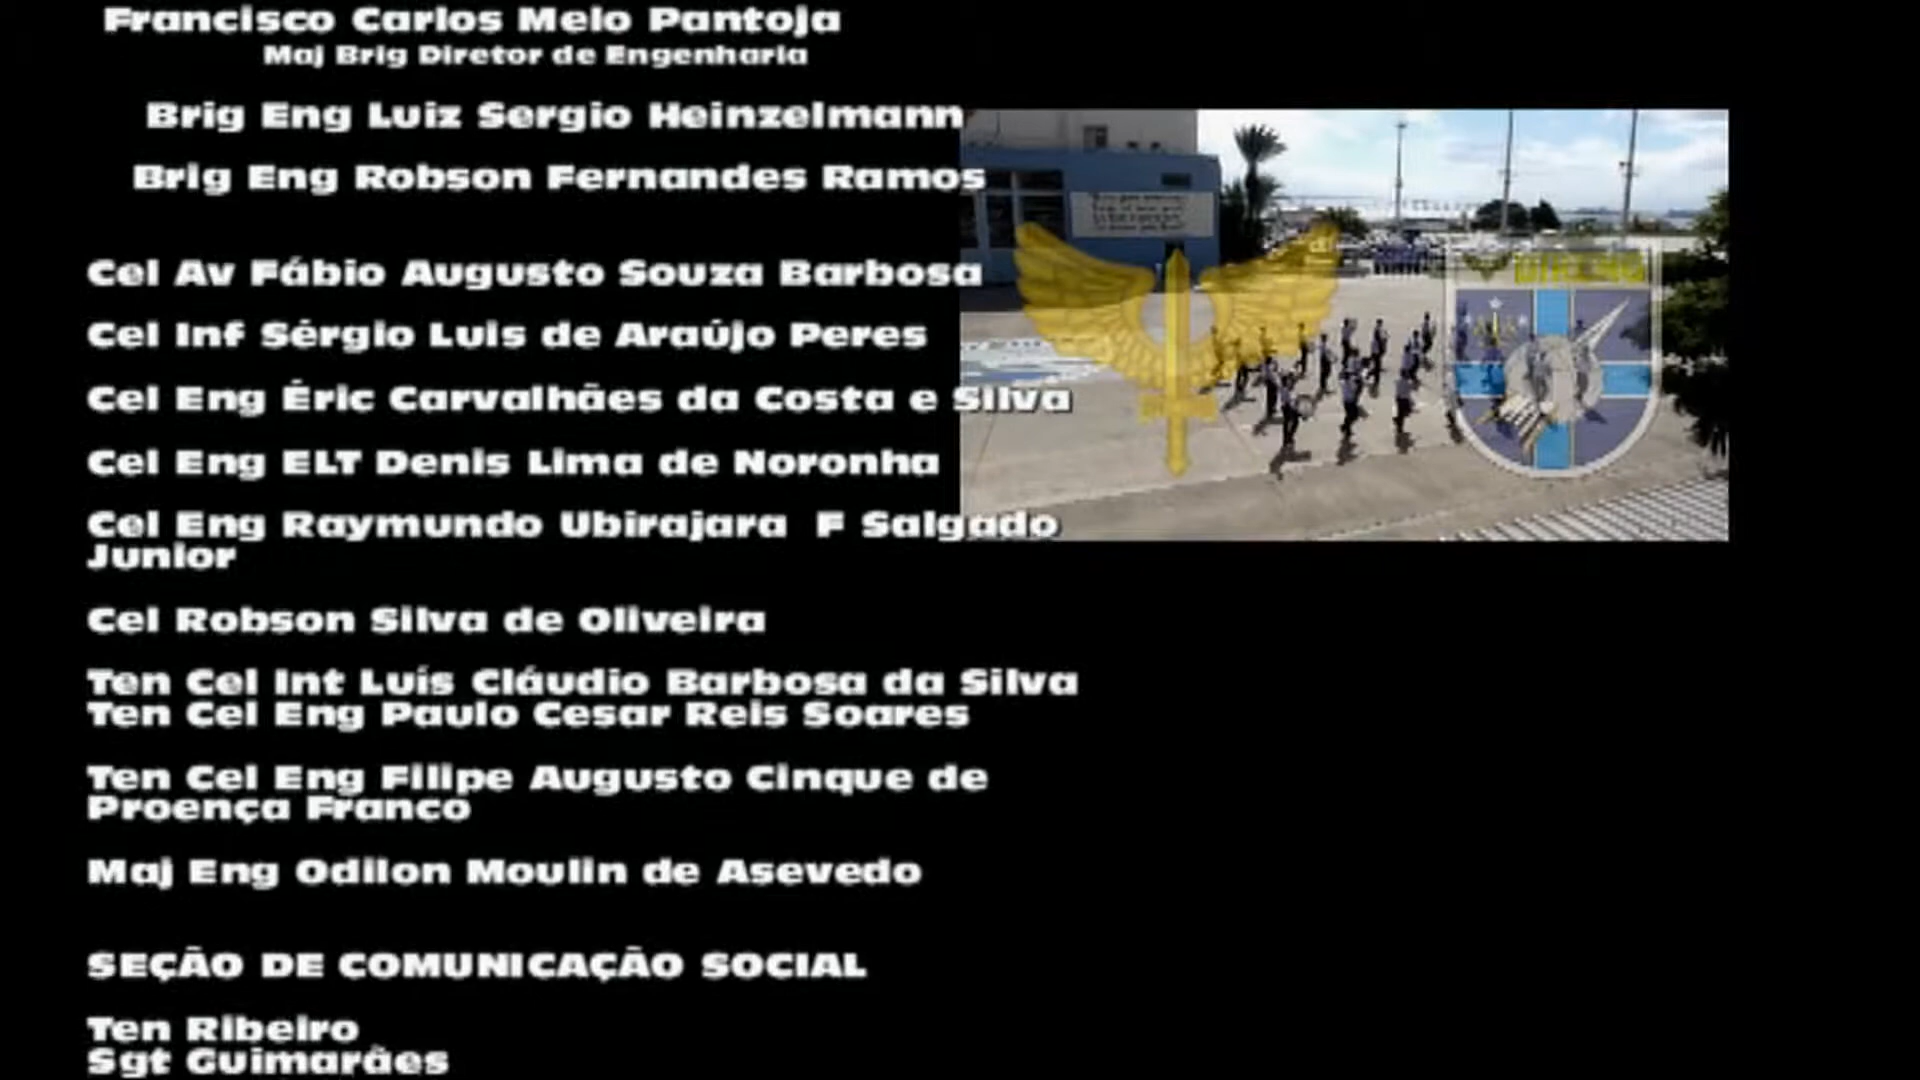 Francisco Carlos Melo Pantoja
Maj Brig Diretor de Engenharia
Brig Eng Luiz Sergio Heinzelmann
Brig Eng Robson Fernandes Ramos
Cel Av Fábio Augusto Souza Barbosa
Cel Inf Sérgio Luis de Araújo Peres
Cel Eng Éric Carvalhães da Costa e Silva
Cel Eng ELT Denis Lima de Noronha
Cel Eng Raymundo Ubirajara F Salgado
Junior
Cel Robson Silva de Oliveira
Ten Cel Int Luís Cláudio Barbosa da Silva
Ten Cel Eng Paulo Cesar Reis Soares
Ten Cel Eng Filipe Augusto Cinque de
Proença Franco
Maj Eng Odilon Moulin de Asevedo
SEÇÃO DE COMUNICAÇÃO SOCIAL
Ten Ribeiro
Sgt Guimarães
DIRENG